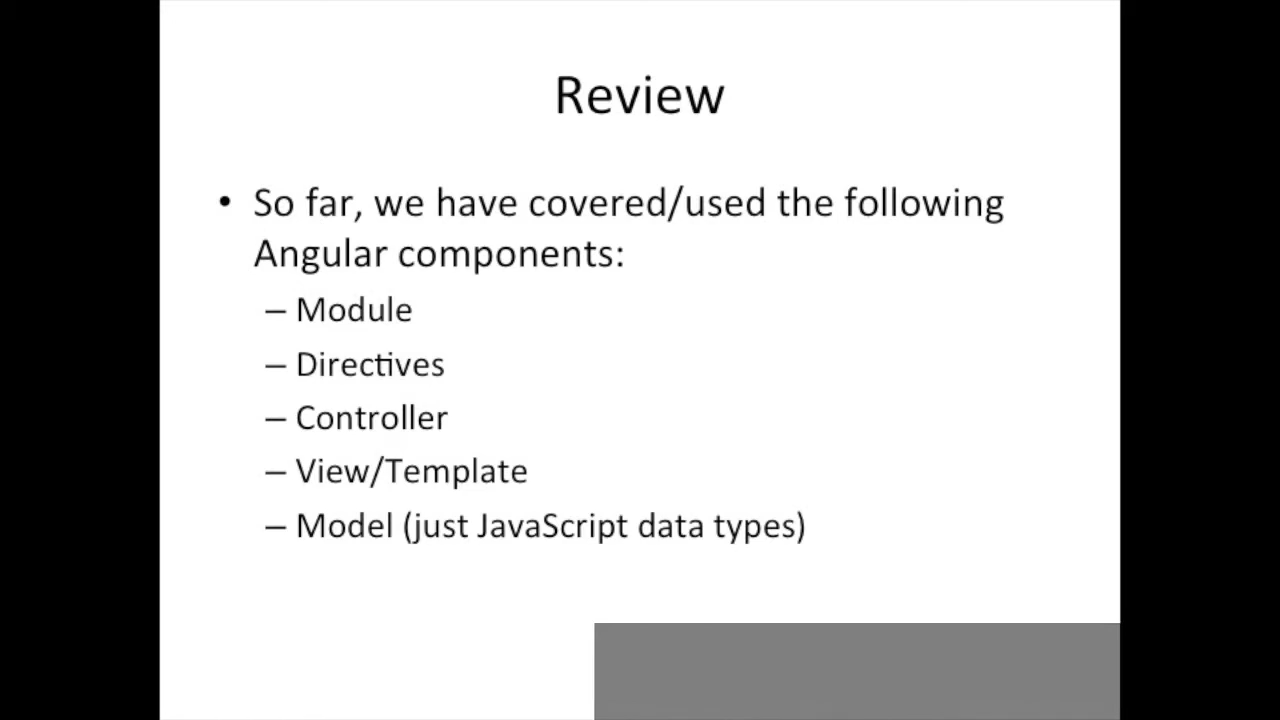 Review
• So far, we have covered/used the following
Angular components:
– Module
– Directives
– Controller
– View/Template
– Model (just JavaScript data types)